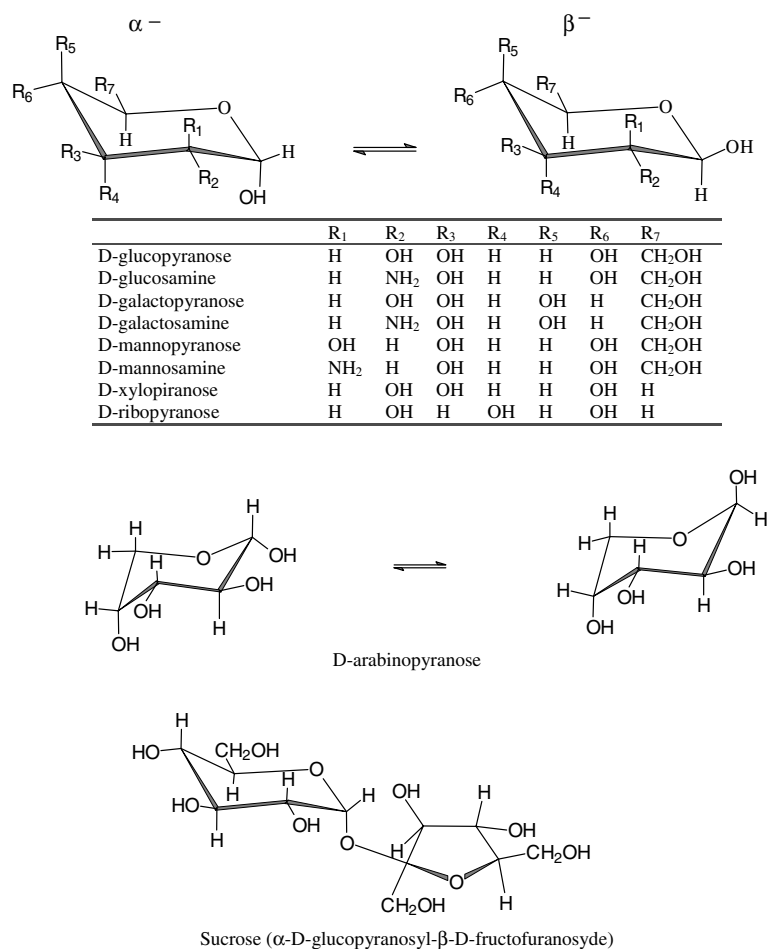 α − β −
R5 R5
R6 R7 O R6 R7 O
H R1 H H R1 OH
R3 R2 R3 R2
R4 OH R4 H
R1 R2 R3 R4 R5 R6 R7
D-glucopyranose H OH OH H H OH CH2OH
D-glucosamine H NH2 OH H H OH CH2OH
D-galactopyranose H OH OH H OH H CH2OH
D-galactosamine H NH2 OH H OH H CH2OH
D-mannopyranose OH H OH H H OH CH2OH
D-mannosamine NH2 H OH H H OH CH2OH
D-xylopiranose H OH OH H H OH H
D-ribopyranose H OH H OH H OH H
H OH
H H H H
H O OH H O H
H OH H OH
H OH H OH
H H
OH OH
D-arabinopyranose
H
HO CH2OH O
H H H OH H
HO OH OH
H O H CH2OH
O H
CH2OH
Sucrose (α-D-glucopyranosyl-β-D-fructofuranosyde)